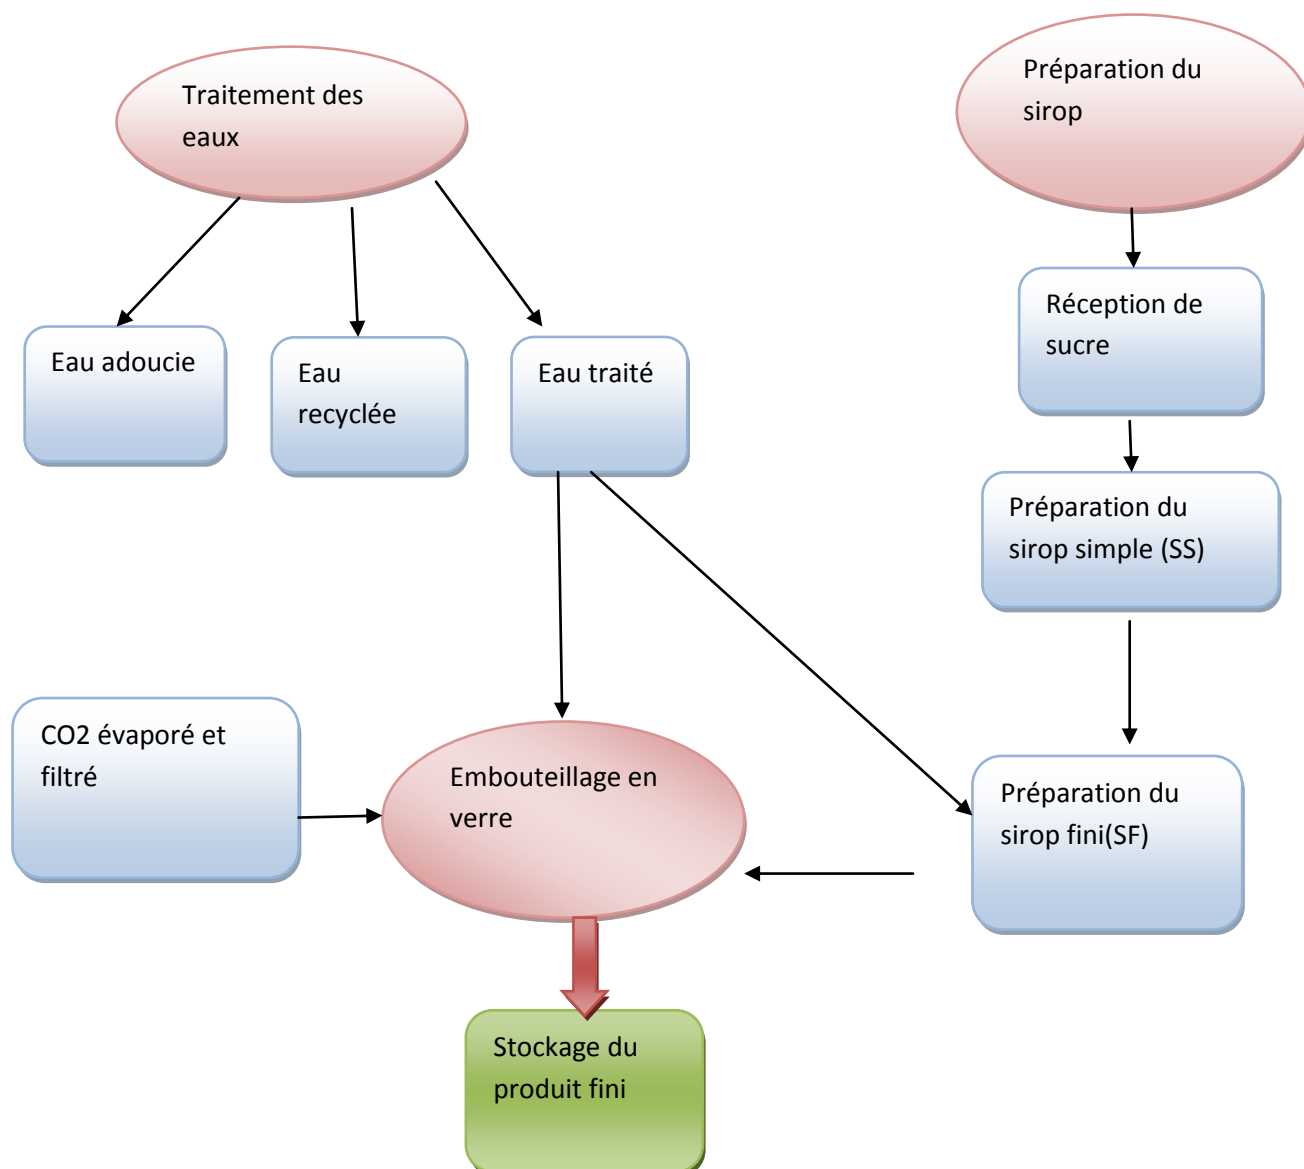 Traitement des
eaux
Préparation du
sirop
Réception de
sucre
Eau adoucie
Eau
recyclée
Eau traité
Préparation du
sirop simple (SS)
CO2 évaporé et
filtré
Embouteillage en
verre
Préparation du
sirop fini(SF)
Stockage du
produit fini